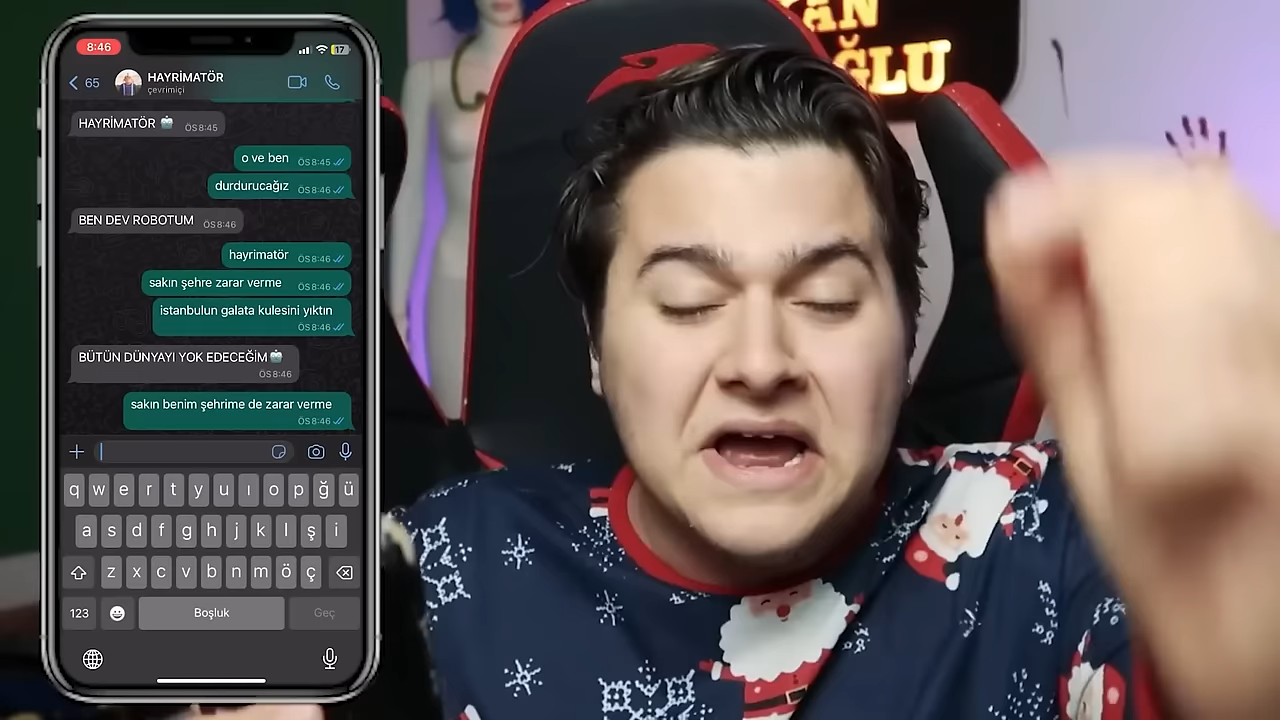 8:46
17
65
HAYRİMATÖR
çevrimiçi
HAYRİMATÖR 🤖 ÖS 8:45
o ve ben ÖS 8:45
durdurucağız ÖS 8:46
BEN DEV ROBOTUM ÖS 8:46
hayrimatör ÖS 8:46
sakın şehre zarar verme ÖS 8:46
istanbulun galata kulesini yıktın
ÖS 8:46
BÜTÜN DÜNYAYI YOK EDECEĞİM 🤖
ÖS 8:46
sakın benim şehrime de zarar verme
ÖS 8:46
q w e r t y u ı o p ğ ü
a s d f g h j k l ş i
z x c v b n m ö ç
123 Boşluk Geç
ĞLU